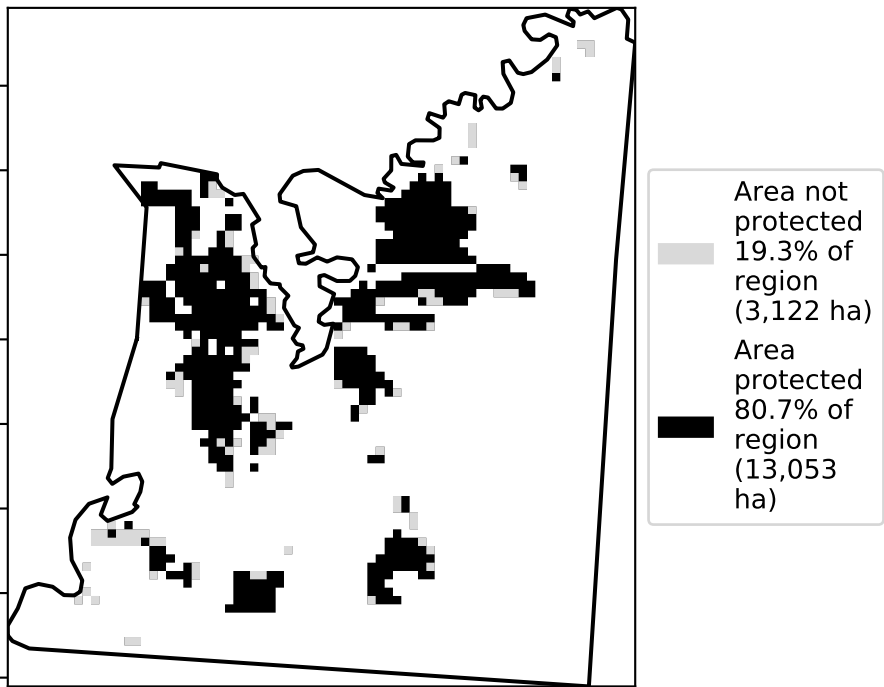 Area not
protected
19.3% of
region
(3,122 ha)
Area
protected
80.7% of
region
(13,053
ha)